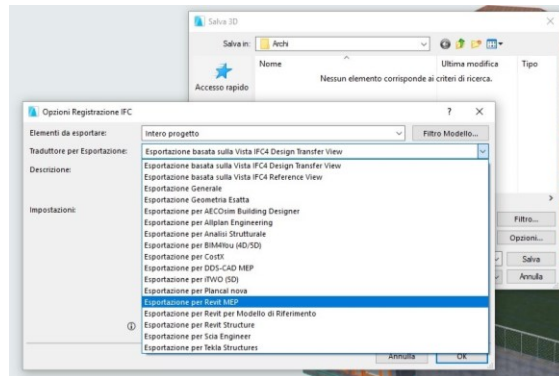 Salva 3D
Salva in: Archi
Nome Ultima modifica Tipo
Nessun elemento corrisponde ai criteri di ricerca.
Accesso rapido
Opzioni Registrazione IFC ? ×
Elementi da esportare: Intero progetto Filtro Modello...
Traduttore per Esportazione: Esportazione basata sulla Vista IFC4 Design Transfer View
Descrizione:
Esportazione basata sulla Vista IFC4 Design Transfer View
Esportazione basata sulla Vista IFC4 Reference View
Esportazione Generale
Esportazione Geometria Esatta
Impostazioni:
Esportazione per AECOsim Building Designer
Esportazione per Allplan Engineering
Esportazione per Analisi Strutturale
Esportazione per BIM4You (4D/5D)
Esportazione per CostX
Esportazione per DDS-CAD MEP
Esportazione per iTWO (5D)
Esportazione per Plancal nova
Esportazione per Revit MEP
Esportazione per Revit per Modello di Riferimento
Esportazione per Revit Structure
Esportazione per Scia Engineer
Esportazione per Tekla Structures
Filtro...
Opzioni...
Salva
Annulla
Annulla OK